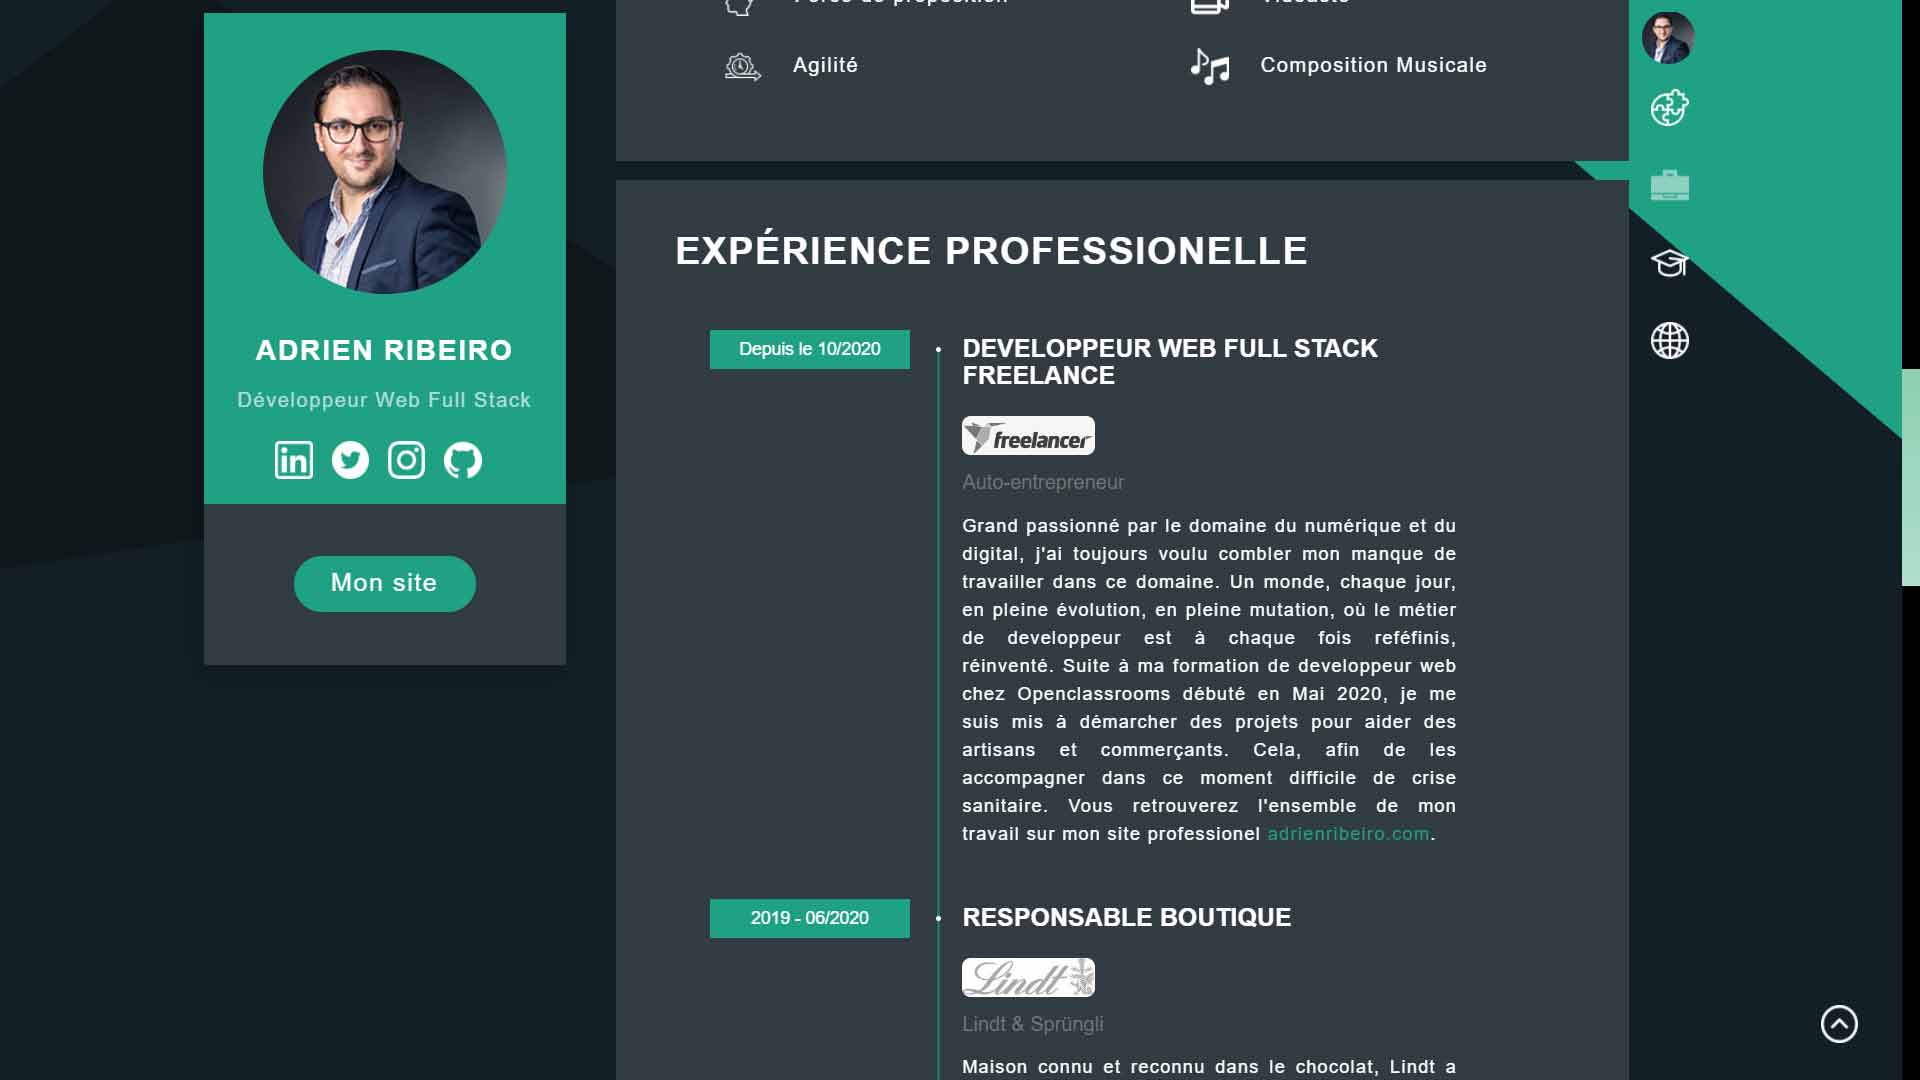 Force de proposition
Vidéaste
Agilité
Composition Musicale
ADRIEN RIBEIRO
Développeur Web Full Stack
in
Mon site
EXPÉRIENCE PROFESSIONELLE
Depuis le 10/2020
DEVELOPPEUR WEB FULL STACK
FREELANCE
freelancer
Auto-entrepreneur
Grand passionné par le domaine du numérique et du
digital, j'ai toujours voulu combler mon manque de
travailler dans ce domaine. Un monde, chaque jour,
en pleine évolution, en pleine mutation, où le métier
de developpeur est à chaque fois reféfinis,
réinventé. Suite à ma formation de developpeur web
chez Openclassrooms débuté en Mai 2020, je me
suis mis à démarcher des projets pour aider des
artisans et commerçants. Cela, afin de les
accompagner dans ce moment difficile de crise
sanitaire. Vous retrouverez l'ensemble de mon
travail sur mon site professionel adrienribeiro.com.
2019 - 06/2020
RESPONSABLE BOUTIQUE
Lindt
Lindt & Sprüngli
Maison connu et reconnu dans le chocolat, Lindt a